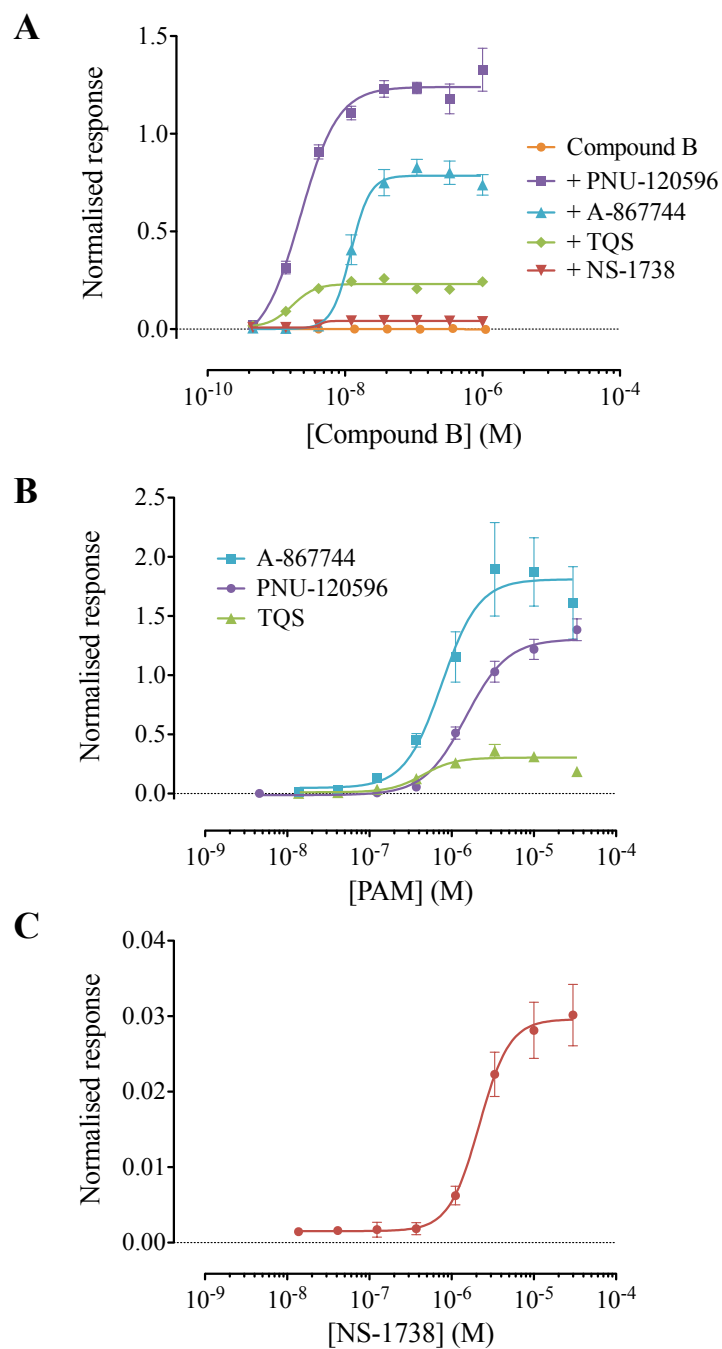 A
1.5
1.0
0.5
0.0
Normalised response
Compound B
+ PNU-120596
+ A-867744
+ TQS
+ NS-1738
10-10
10-8
10-6
10-4
[Compound B] (M)
B
2.5
2.0
1.5
1.0
0.5
0.0
Normalised response
A-867744
PNU-120596
TQS
10-9
10-8
10-7
10-6
10-5
10-4
[PAM] (M)
C
0.04
0.03
0.02
0.01
0.00
Normalised response
10-9
10-8
10-7
10-6
10-5
10-4
[NS-1738] (M)